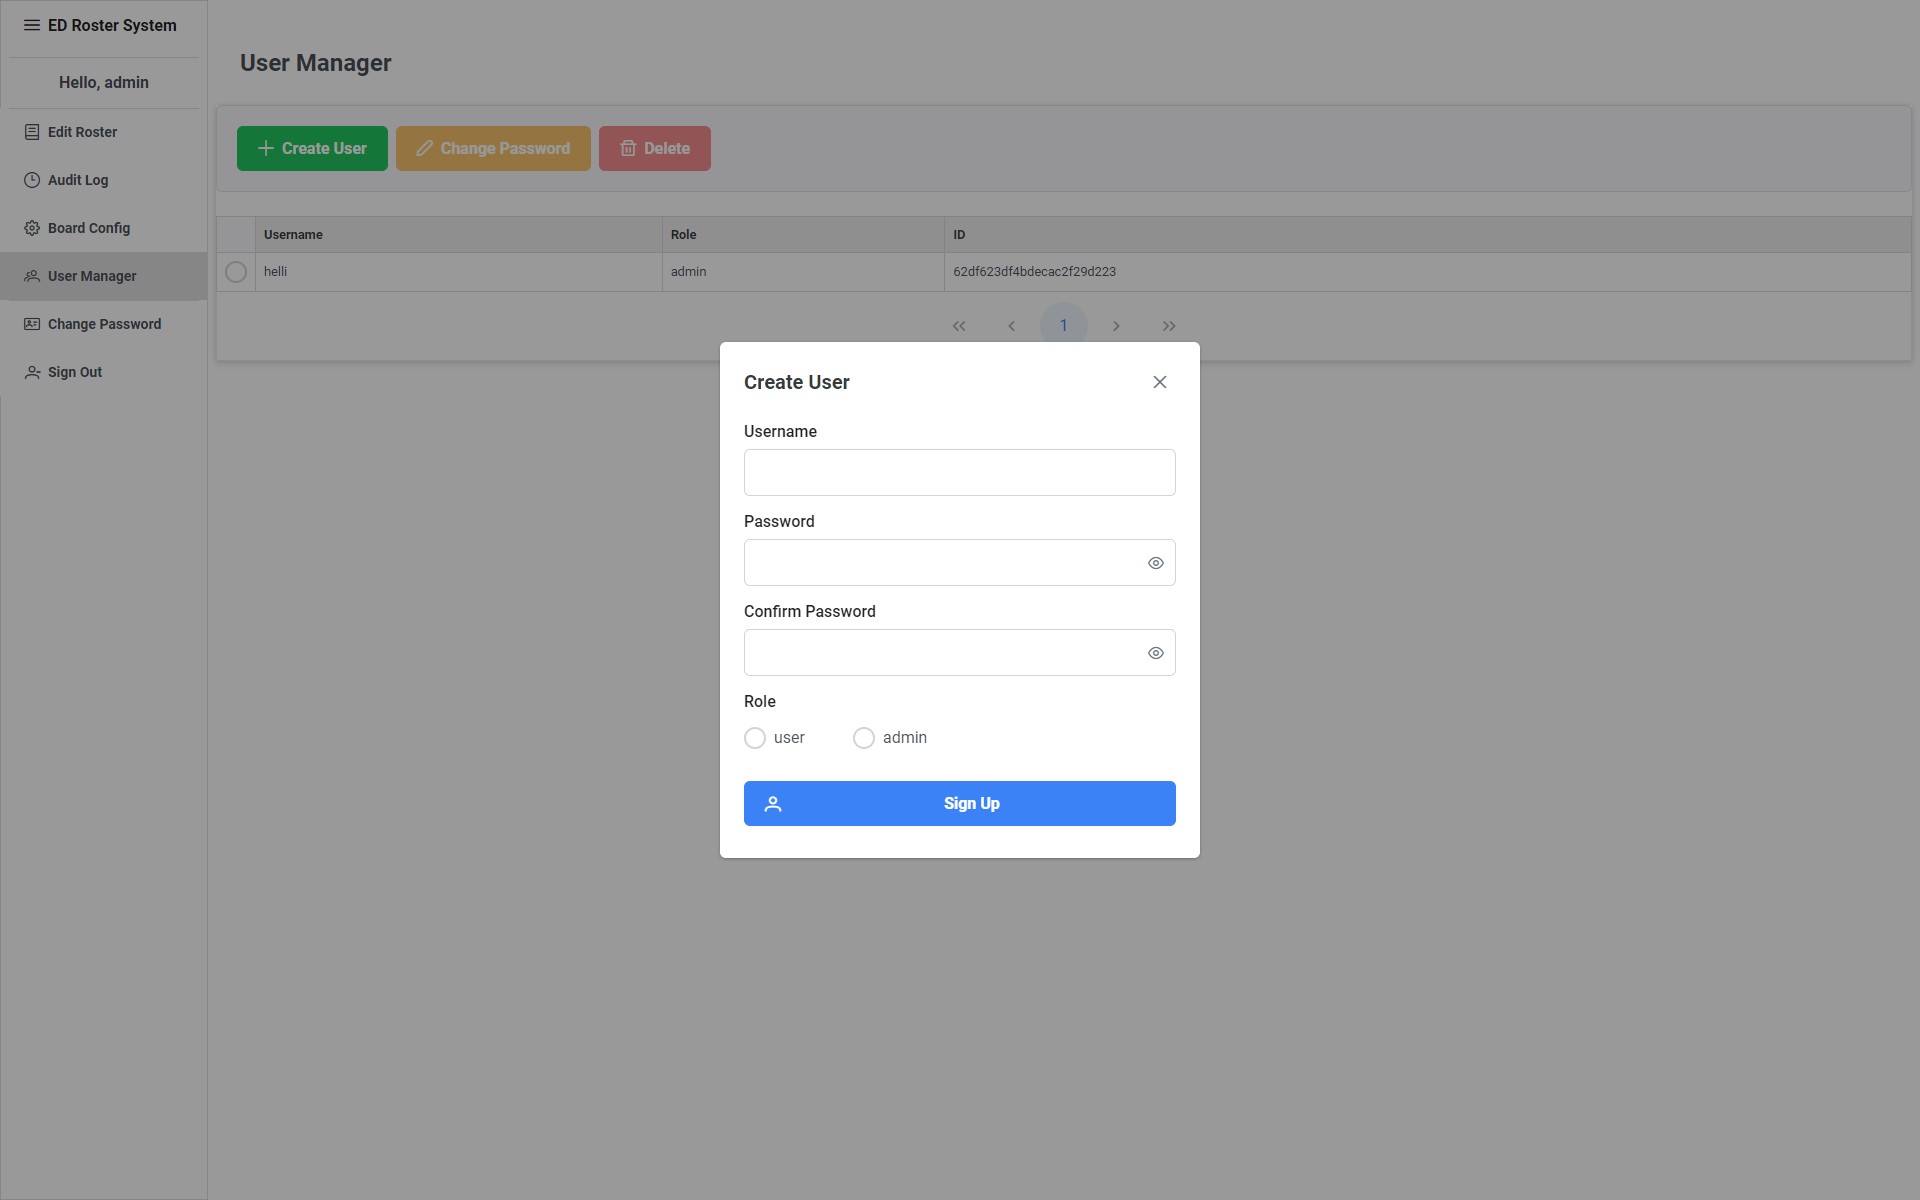 ED Roster System
Hello, admin
Edit Roster
Audit Log
Board Config
User Manager
Change Password
Sign Out
User Manager
Create User
Change Password
Delete
Username Role ID
helli admin 62df623df4bdecac2f29d223
1
Create User
Username
Password
Confirm Password
Role
user admin
Sign Up